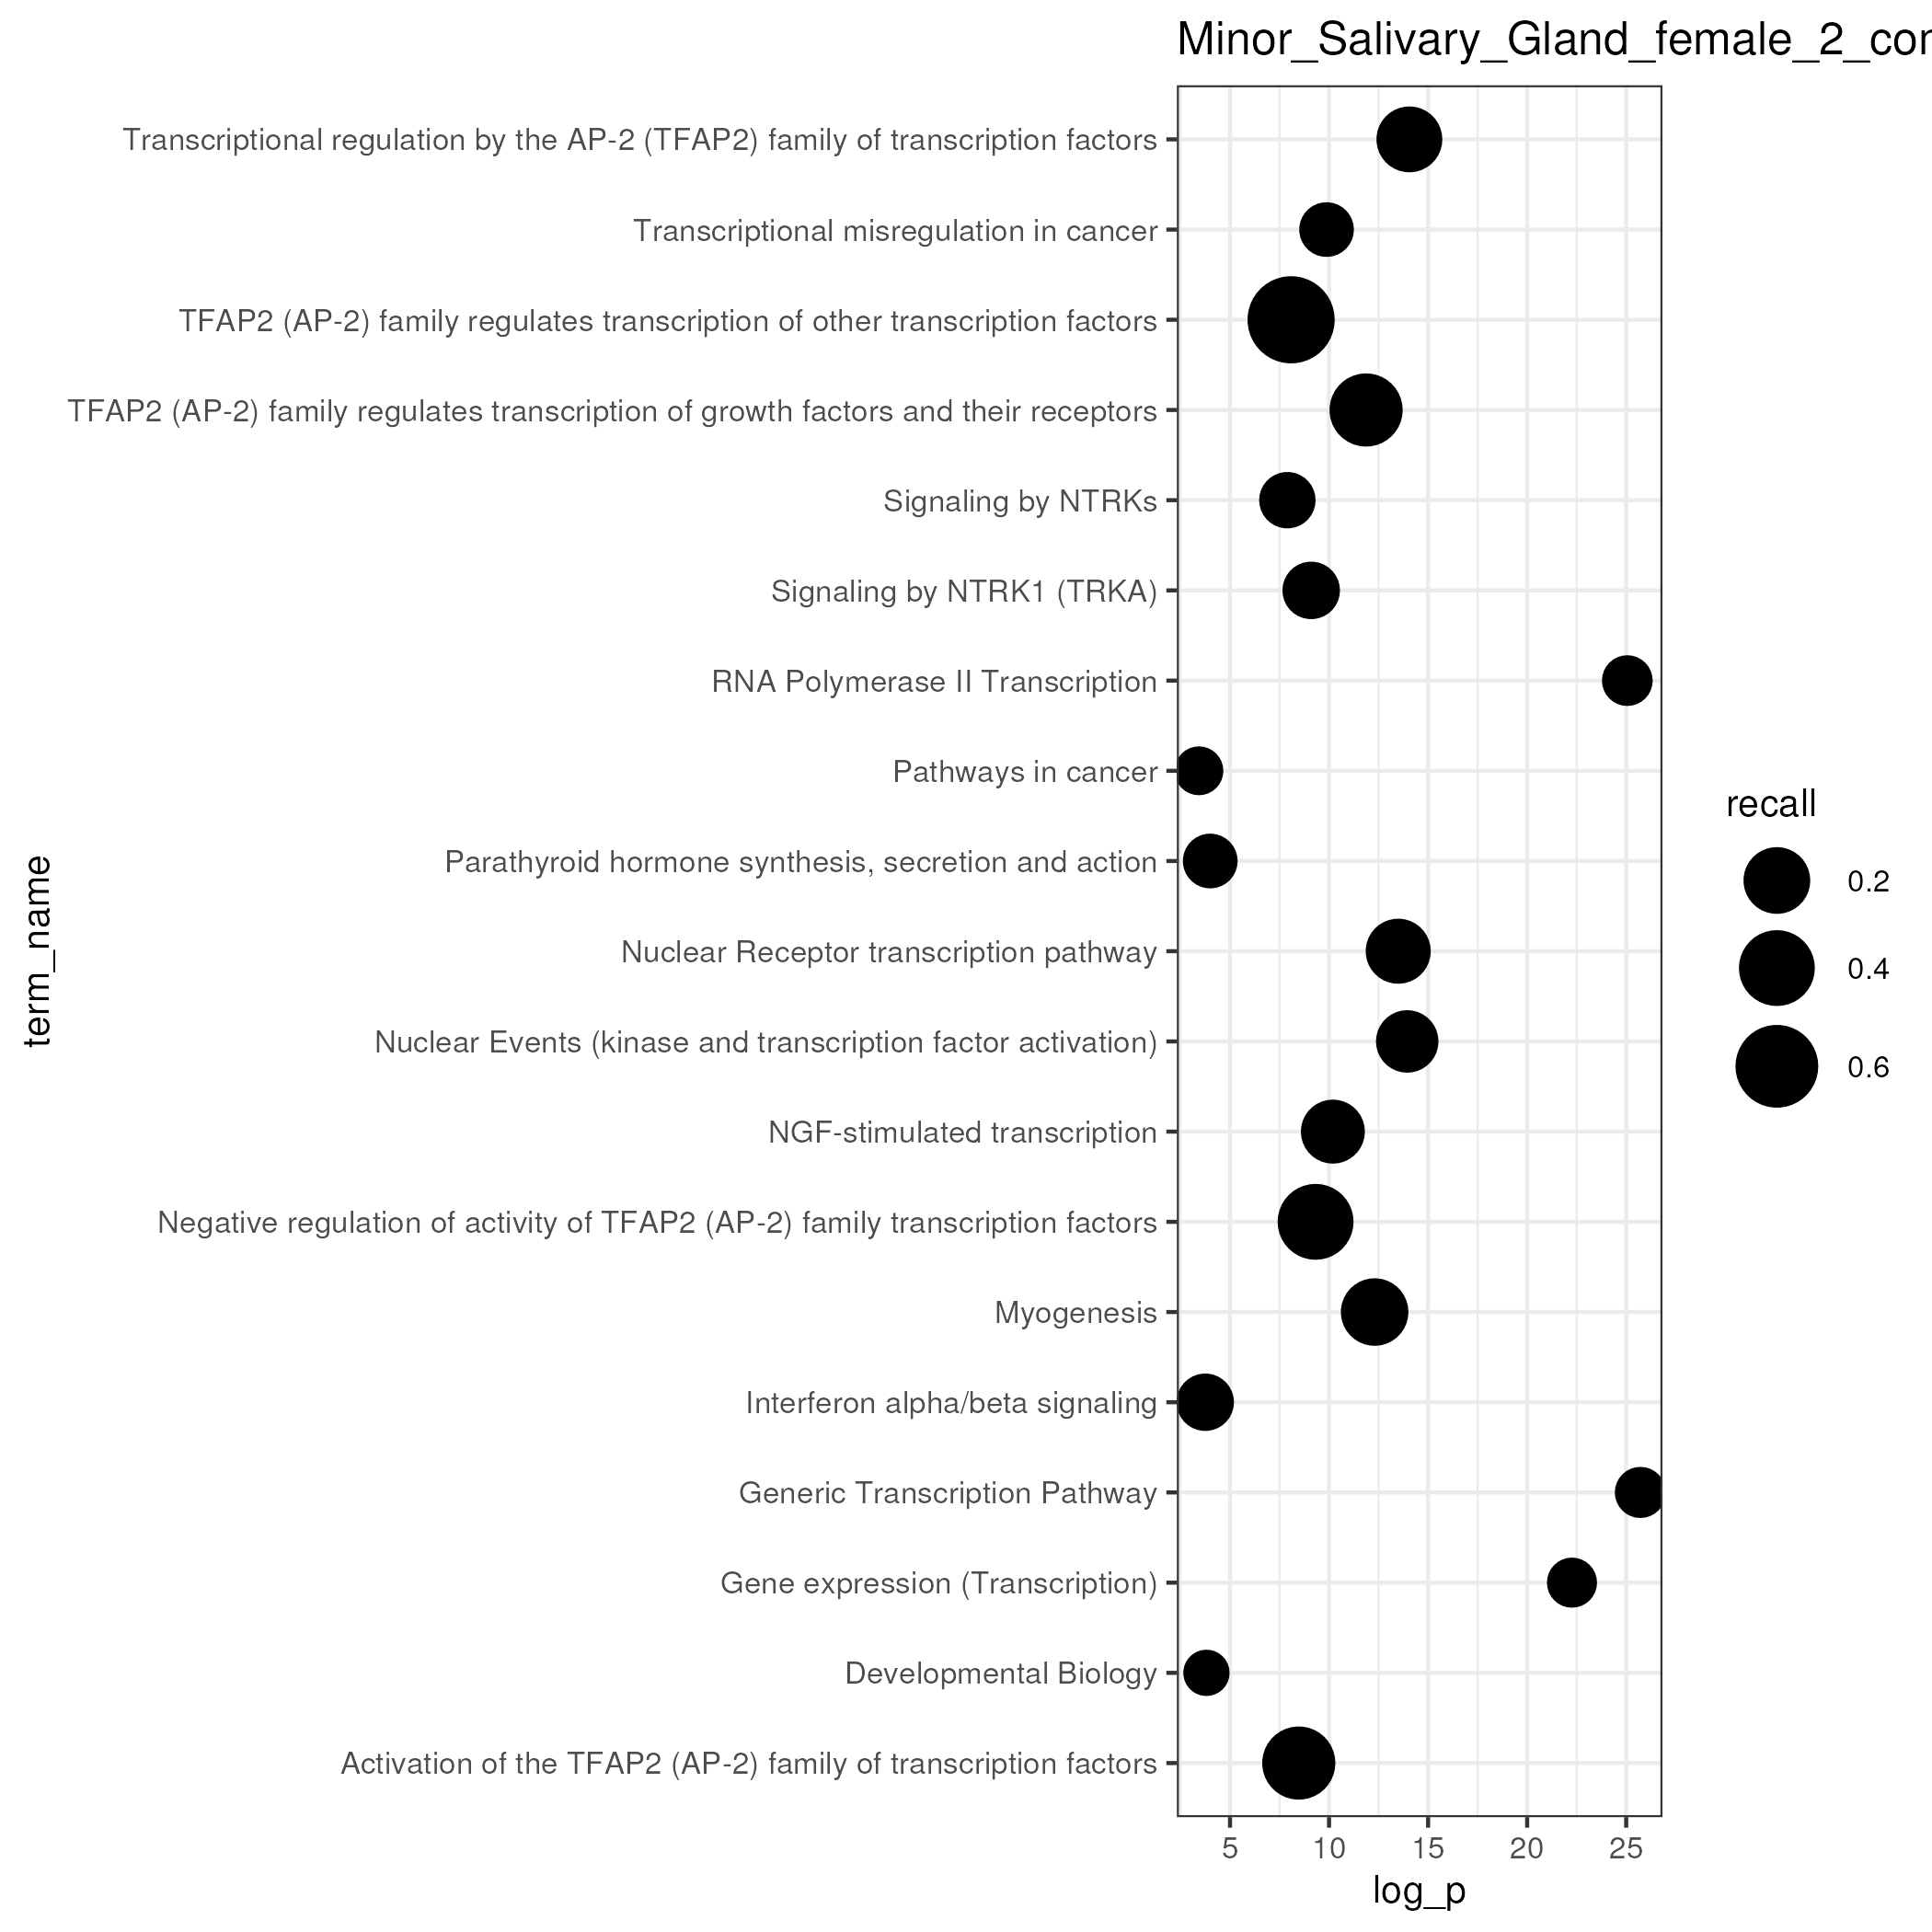 Minor_Salivary_Gland_female_2_cor
Transcriptional regulation by the AP-2 (TFAP2) family of transcription factors
Transcriptional misregulation in cancer
TFAP2 (AP-2) family regulates transcription of other transcription factors
TFAP2 (AP-2) family regulates transcription of growth factors and their receptors
Signaling by NTRKs
Signaling by NTRK1 (TRKA)
RNA Polymerase II Transcription
Pathways in cancer
Parathyroid hormone synthesis, secretion and action
Nuclear Receptor transcription pathway
Nuclear Events (kinase and transcription factor activation)
NGF-stimulated transcription
Negative regulation of activity of TFAP2 (AP-2) family transcription factors
Myogenesis
Interferon alpha/beta signaling
Generic Transcription Pathway
Gene expression (Transcription)
Developmental Biology
Activation of the TFAP2 (AP-2) family of transcription factors
term_name
5 10 15 20 25
log_p
recall
0.2
0.4
0.6